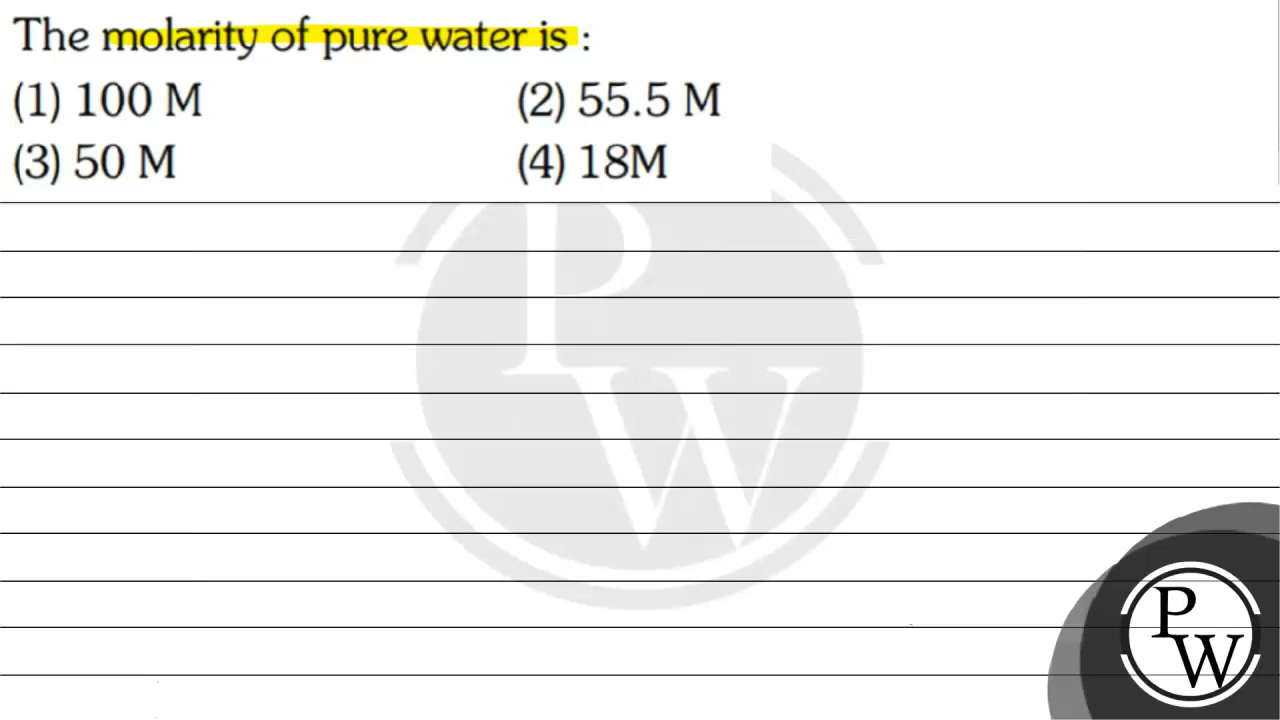 The molarity of pure water is :
(1) 100 M (2) 55.5 M
(3) 50 M (4) 18M
P
W
P
W